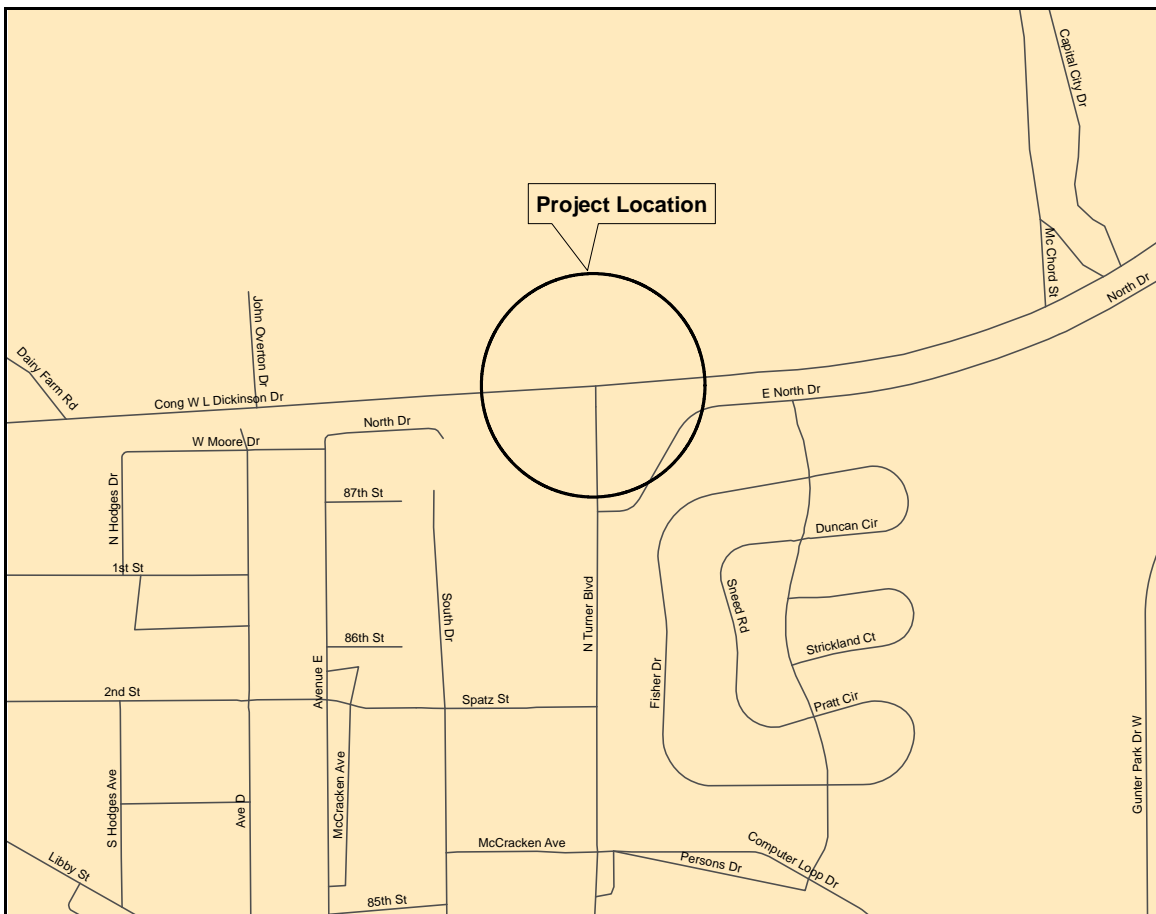 Capital City Dr
Project Location
Mc Chord St
North Dr
John Overton Dr
Dairy Farm Rd
Cong W L Dickinson Dr
E North Dr
North Dr
W Moore Dr
87th St
N Hodges Dr
Duncan Cir
1st St
Sneed Rd
South Dr
N Turner Blvd
86th St
Strickland Ct
Fisher Dr
Avenue E
2nd St
Spatz St
Pratt Cir
Gunter Park Dr W
McCracken Ave
S Hodges Ave
Ave D
McCracken Ave
Computer Loop Dr
Persons Dr
Libby St
85th St